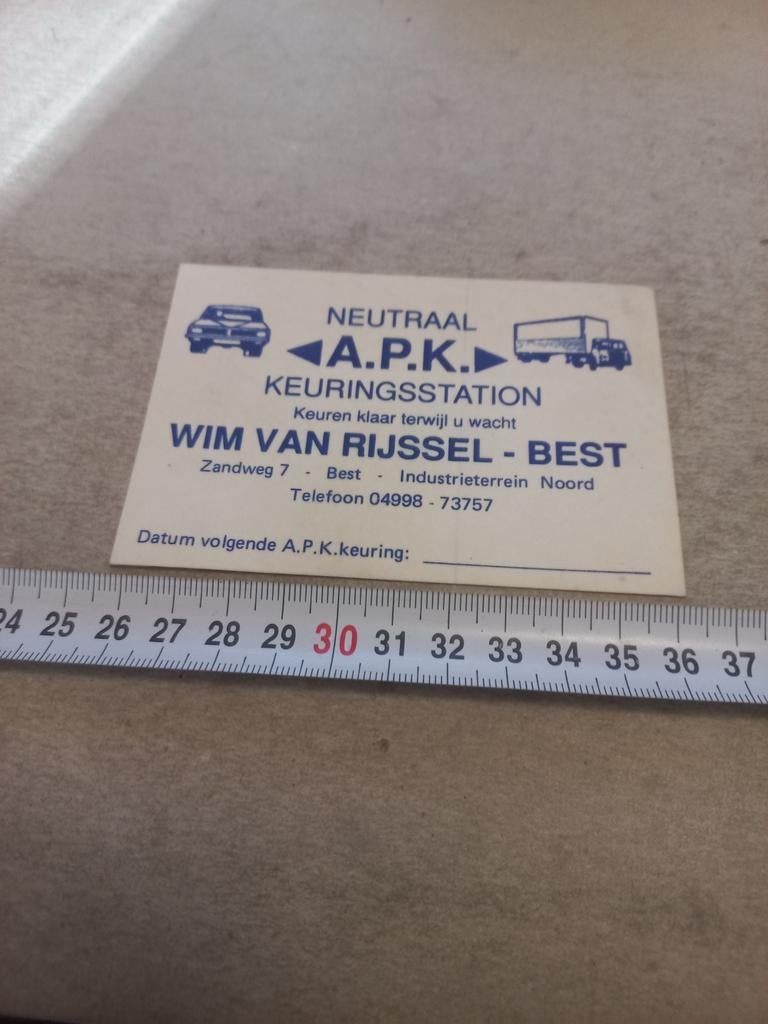 NEUTRAAL
◄A.P.K.►
KEURINGSSTATION
Keuren klaar terwijl u wacht
WIM VAN RIJSSEL - BEST
Zandweg 7 - Best - Industrieterrein Noord
Telefoon 04998 - 73757
Datum volgende A.P.K.keuring:
24 25 26 27 28 29 30 31 32 33 34 35 36 37